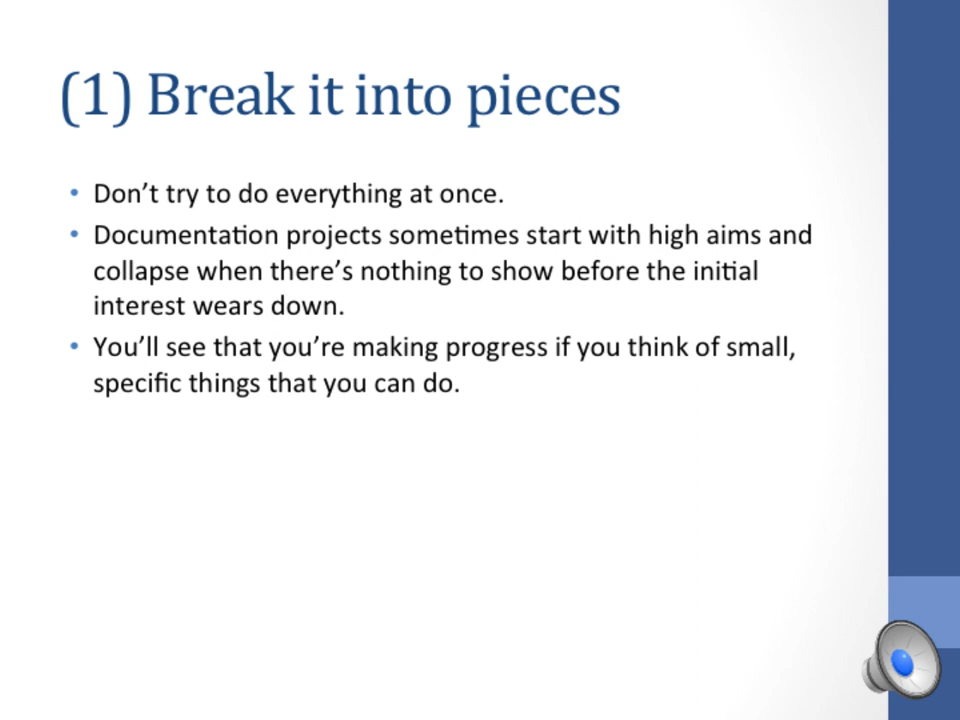 (1) Break it into pieces
• Don’t try to do everything at once.
• Documentation projects sometimes start with high aims and
collapse when there’s nothing to show before the initial
interest wears down.
• You’ll see that you’re making progress if you think of small,
specific things that you can do.